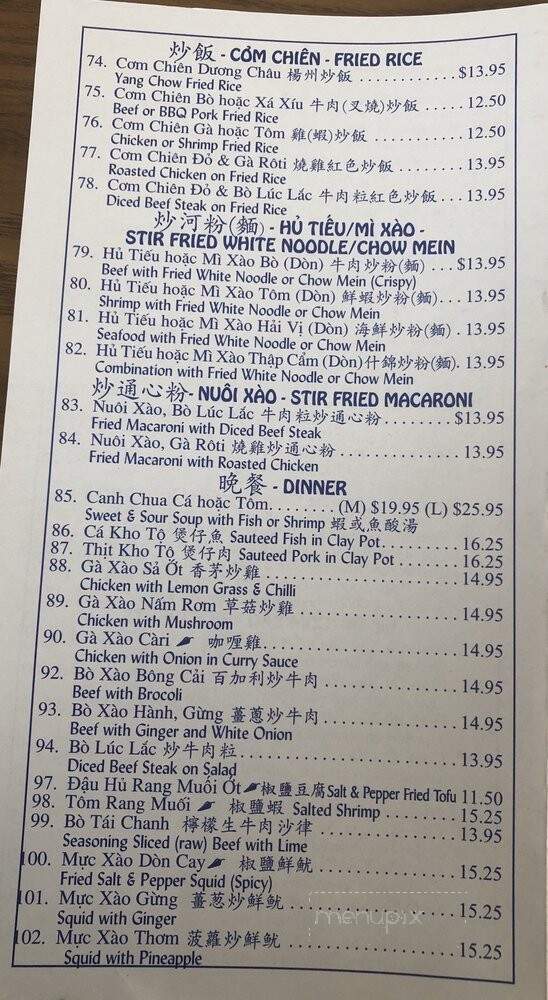 炒飯 - CƠM CHIÊN - FRIED RICE
74. Cơm Chiên Dương Châu 楊州炒飯 ............ $13.95
Yang Chow Fried Rice
75. Cơm Chiên Bò hoặc Xá Xíu 牛肉(叉燒)炒飯 ..... 12.50
Beef or BBQ Pork Fried Rice
76. Cơm Chiên Gà hoặc Tôm 雞(蝦)炒飯 ............ 12.50
Chicken or Shrimp Fried Rice
77. Cơm Chiên Đỏ & Gà Rôti 燒雞紅色炒飯 ........ 13.95
Roasted Chicken on Fried Rice
78. Cơm Chiên Đỏ & Bò Lúc Lắc 牛肉粒紅色炒飯... 13.95
Diced Beef Steak on Fried Rice
炒河粉(麵) - HỦ TIẾU/MÌ XÀO -
STIR FRIED WHITE NOODLE/CHOW MEIN
79. Hủ Tiếu hoặc Mì Xào Bò (Dòn) 牛肉炒粉(麵) ... $13.95
Beef with Fried White Noodle or Chow Mein (Crispy)
80. Hủ Tiếu hoặc Mì Xào Tôm (Dòn) 鮮蝦炒粉(麵)... 13.95
Shrimp with Fried White Noodle or Chow Mein
81. Hủ Tiếu hoặc Mì Xào Hải Vị (Dòn) 海鮮炒粉(麵) . 13.95
Seafood with Fried White Noodle or Chow Mein
82. Hủ Tiếu hoặc Mì Xào Thập Cẩm (Dòn)什錦炒粉(麵). 13.95
Combination with Fried White Noodle or Chow Mein
炒通心粉- NUÔI XÀO - STIR FRIED MACARONI
83. Nuôi Xào, Bò Lúc Lắc 牛肉粒炒通心粉........ $13.95
Fried Macaroni with Diced Beef Steak
84. Nuôi Xào, Gà Rôti 燒雞炒通心粉 .............. 13.95
Fried Macaroni with Roasted Chicken
晚餐 - DINNER
85. Canh Chua Cá hoặc Tôm........ (M) $19.95 (L) $25.95
Sweet & Sour Soup with Fish or Shrimp 蝦或魚酸湯
86. Cá Kho Tộ 煲仔魚 Sauteed Fish in Clay Pot.......... 16.25
87. Thịt Kho Tộ 煲仔肉 Sauteed Pork in Clay Pot ....... 16.25
88. Gà Xào Sả Ớt 香茅炒雞 ........................ 14.95
Chicken with Lemon Grass & Chilli
89. Gà Xào Nấm Rơm 草菇炒雞 .................... 14.95
Chicken with Mushroom
90. Gà Xào Càri 咖喱雞........................ 14.95
Chicken with Onion in Curry Sauce
92. Bò Xào Bông Cải 百加利炒牛肉 ................. 14.95
Beef with Brocoli
93. Bò Xào Hành, Gừng 薑蔥炒牛肉................. 14.95
Beef with Ginger and White Onion
94. Bò Lúc Lắc 炒牛肉粒........................... 13.95
Diced Beef Steak on Salad
97. Đậu Hủ Rang Muối Ớt 椒鹽豆腐 Salt & Pepper Fried Tofu 11.50
98. Tôm Rang Muối 椒鹽蝦 Salted Shrimp .......... 15.25
99. Bò Tái Chanh 檸檬生牛肉沙律 .................. 13.95
Seasoning Sliced (raw) Beef with Lime
100. Mực Xào Dòn Cay 椒鹽鮮魷 .................. 15.25
Fried Salt & Pepper Squid (Spicy)
101. Mực Xào Gừng 薑葱炒鮮魷 .................... 15.25
Squid with Ginger
102. Mực Xào Thơm 菠蘿炒鮮魷 .................... 15.25
Squid with Pineapple
menupix